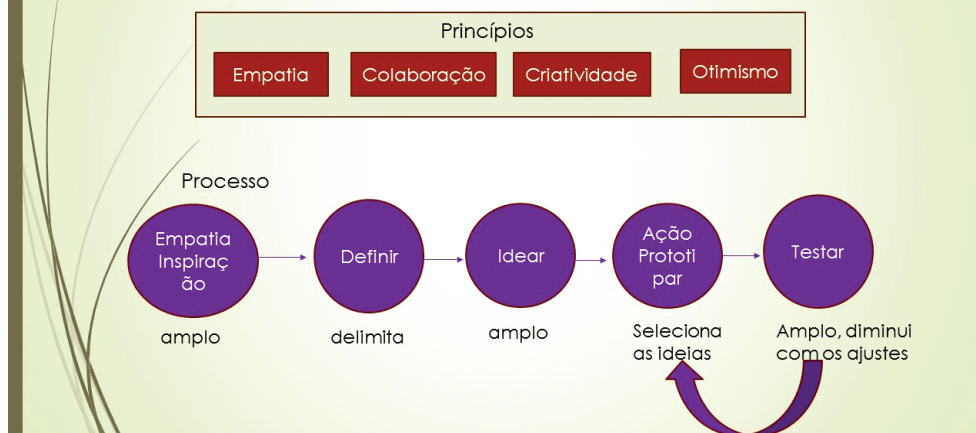 Princípios
Empatia
Colaboração
Criatividade
Otimismo
Processo
Empatia
Inspiraç
ão
Definir
Idear
Ação
Prototi
par
Testar
amplo
delimita
amplo
Seleciona
as ideias
Amplo, diminui
com os ajustes